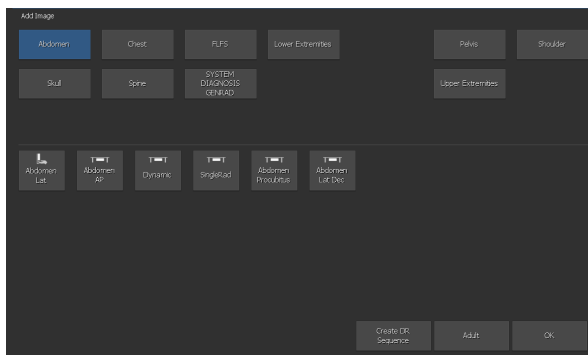 Add Image
Abdomen
Chest
FLFS
Lower Extremities
Pelvis
Shoulder
Skull
Spine
SYSTEM
DIAGNOSIS
GENRAD
Upper Extremities
Abdomen
Lat
Abdomen
AP
Dynamic
SingleRad
Abdomen
Procubitus
Abdomen
Lat Dec
Create DR
Sequence
Adult
OK